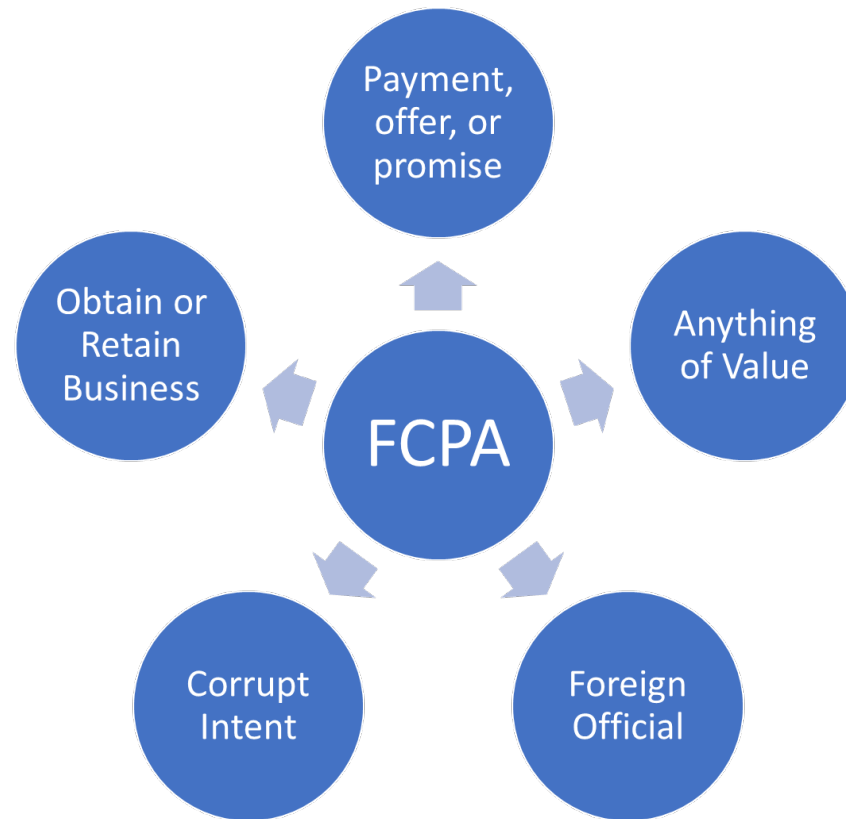 Payment,
offer, or
promise
Obtain or
Retain
Business
Anything
of Value
FCPA
Corrupt
Intent
Foreign
Official